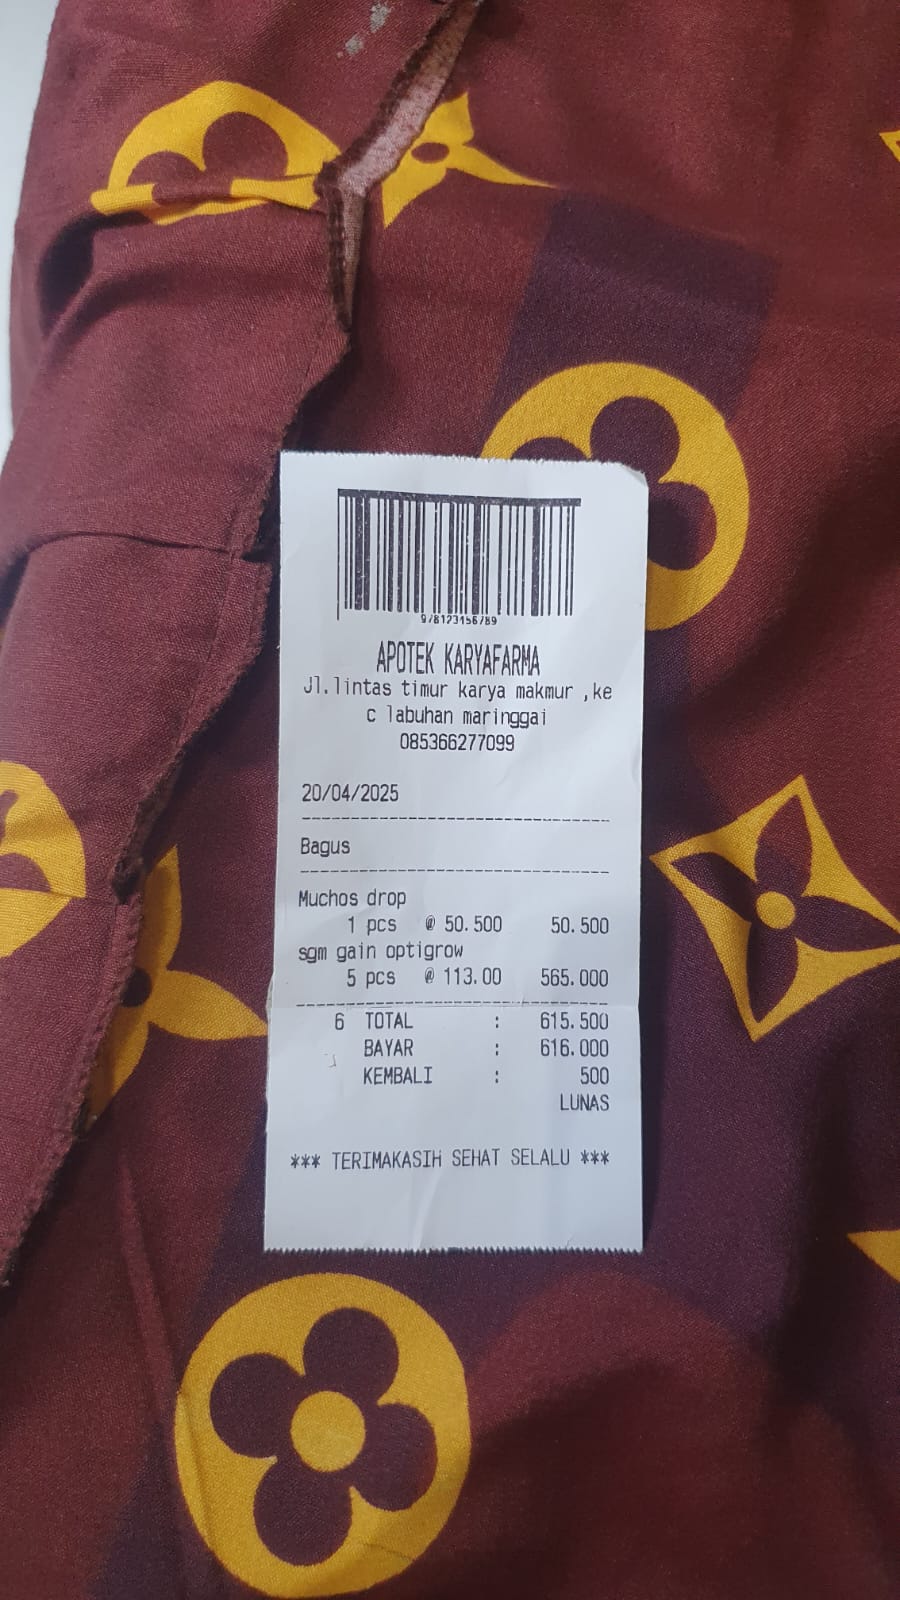 978123156789
APOTEK KARYAFARMA
Jl.lintas timur karya makmur ,ke
c labuhan maringgai
085366277099
20/04/2025
Bagus
Muchos drop
1 pcs @ 50.500 50.500
sgm gain optigrow
5 pcs @ 113.00 565.000
6 TOTAL : 615.500
BAYAR : 616.000
KEMBALI : 500
LUNAS
*** TERIMAKASIH SEHAT SELALU ***